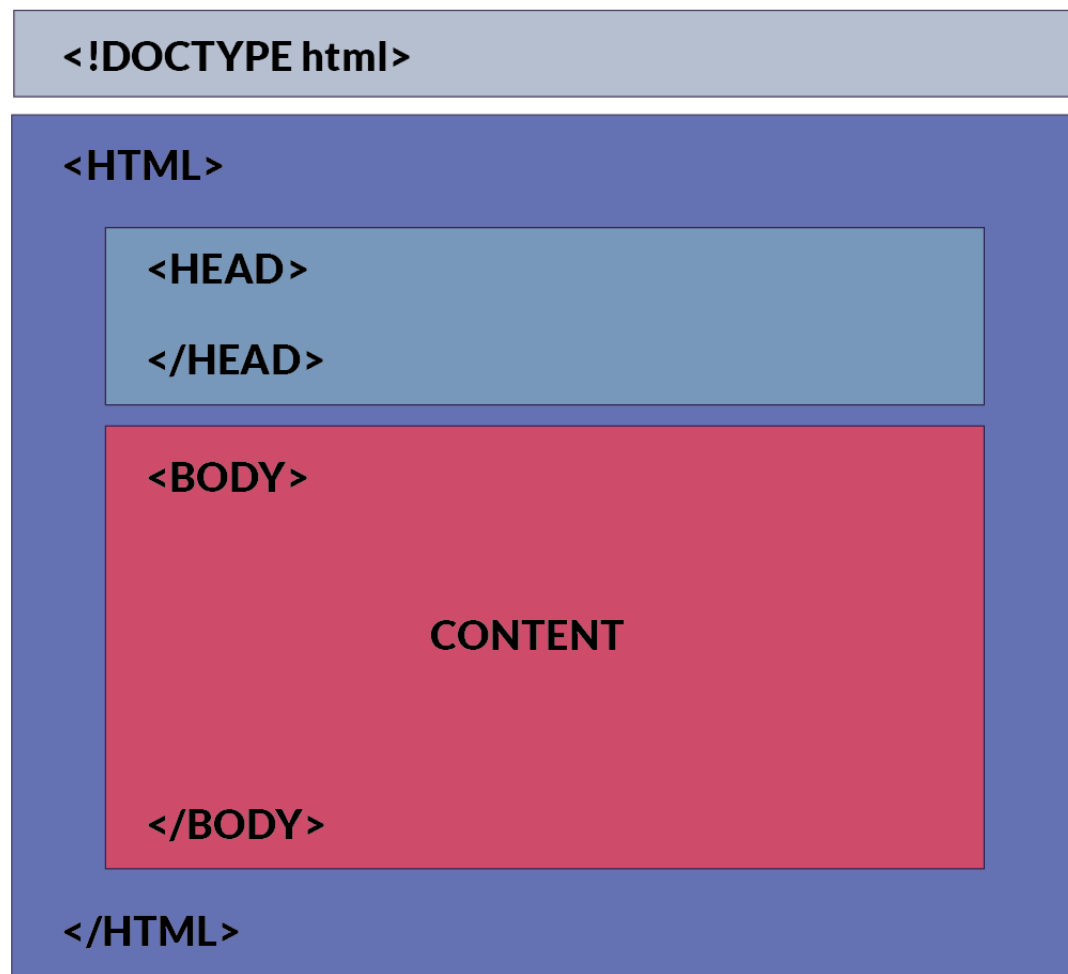 <!DOCTYPE html>
<HTML>
<HEAD>
</HEAD>
<BODY>
CONTENT
</BODY>
</HTML>